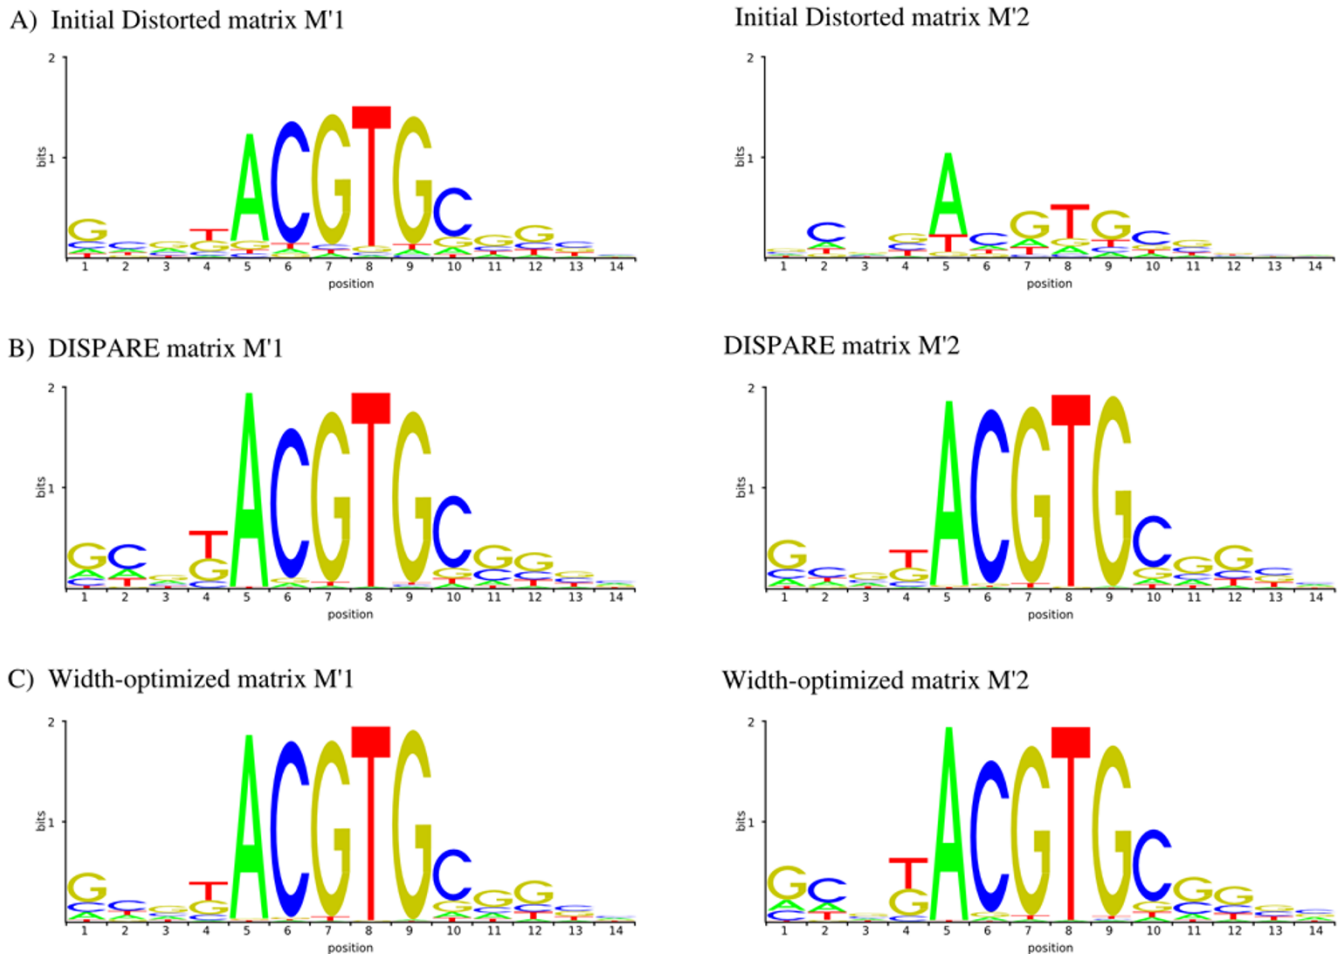 A) Initial Distorted matrix M'1
Initial Distorted matrix M'2
2
1
bits
ACGTGC
G T G G C
1 2 3 4 5 6 7 8 9 10 11 12 13 14
position
2
1
bits
C G A C G T G C G
1 2 3 4 5 6 7 8 9 10 11 12 13 14
position
B) DISPARE matrix M'1
DISPARE matrix M'2
2
1
bits
G C T A C G T G C G G
1 2 3 4 5 6 7 8 9 10 11 12 13 14
position
2
1
bits
G C T A C G T G C G G C
1 2 3 4 5 6 7 8 9 10 11 12 13 14
position
C) Width-optimized matrix M'1
Width-optimized matrix M'2
2
1
bits
G C T A C G T G C G G C
1 2 3 4 5 6 7 8 9 10 11 12 13 14
position
2
1
bits
G C T A C G T G C G G
1 2 3 4 5 6 7 8 9 10 11 12 13 14
position